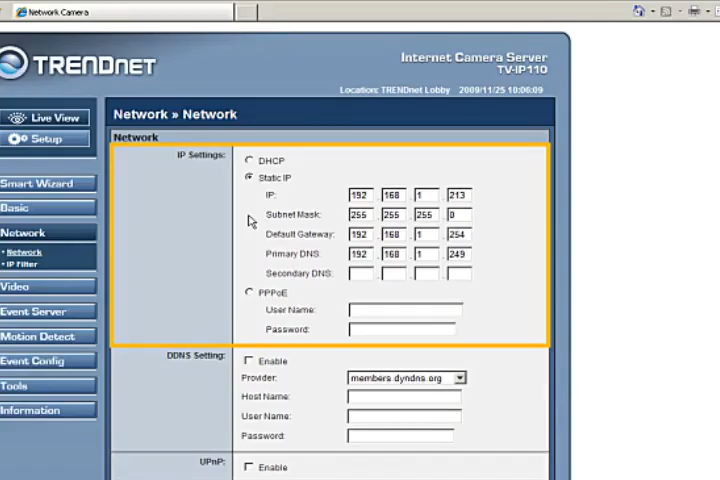 Network Camera
TRENDnet
Internet Camera Server
TV-IP110
Location: TRENDnet Lobby 2009/11/25 10:06:09
Live View
Setup
Smart Wizard
Basic
Network
• Network
• IP Filter
Video
Event Server
Motion Detect
Event Config
Tools
Information
Network » Network
Network
IP Settings:
DHCP
Static IP
IP: 192 . 168 . 1 . 213
Subnet Mask: 255 . 255 . 255 . 0
Default Gateway: 192 . 168 . 1 . 254
Primary DNS: 192 . 168 . 1 . 249
Secondary DNS: . . .
PPPoE
User Name:
Password:
DDNS Setting:
Enable
Provider: members.dyndns.org
Host Name:
User Name:
Password:
UPnP:
Enable